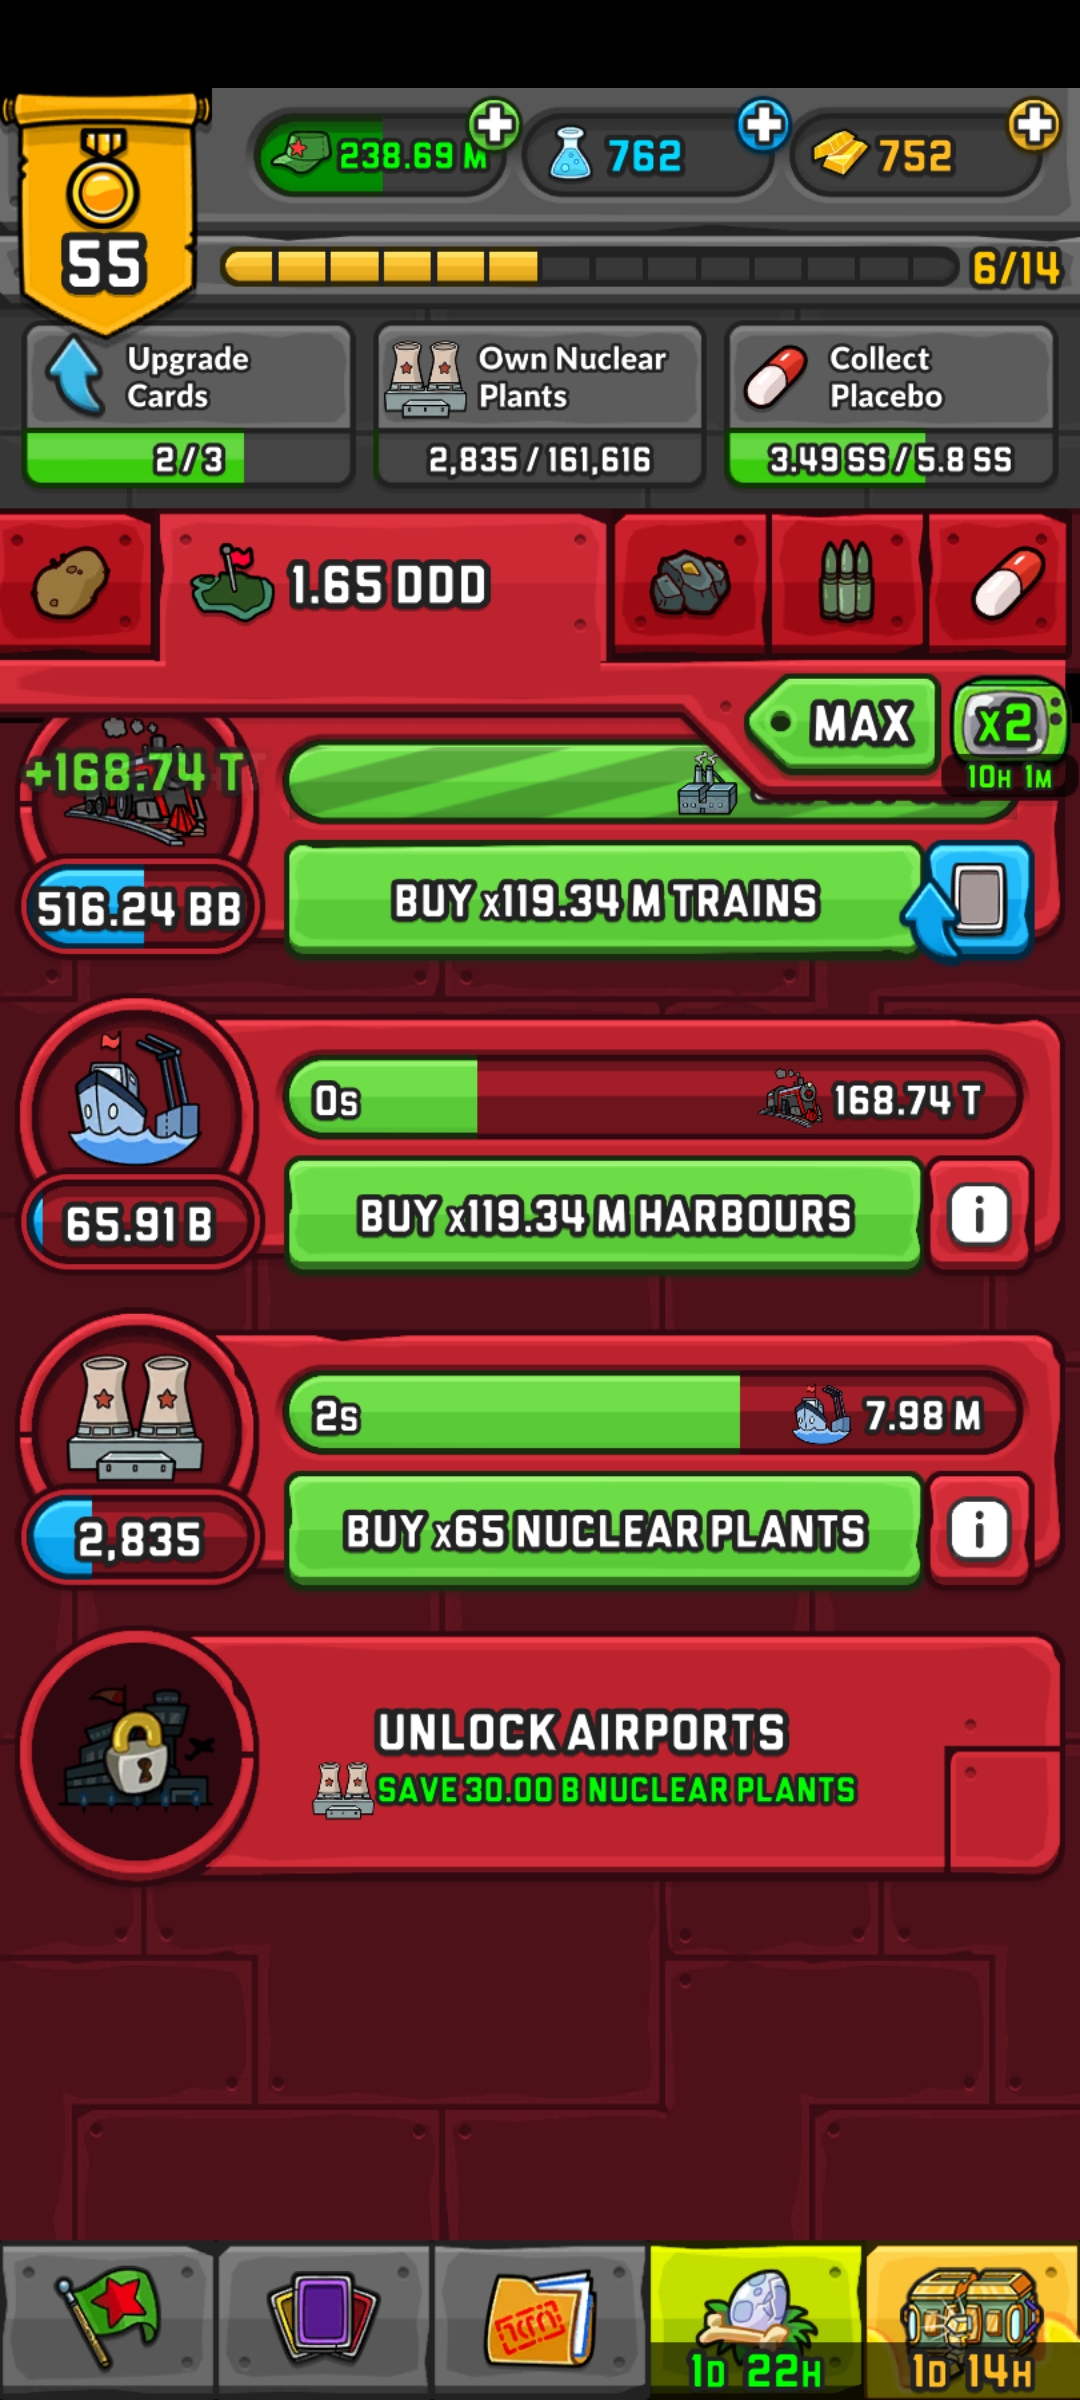 55
238.69 M
762
752
6/14
Upgrade
Cards
2/3
Own Nuclear
Plants
2,835/161,616
Collect
Placebo
3.49 SS/5.8 SS
1.65 DDD
MAX
x2
10H 1M
+168.74 T
516.24 BB
BUY x119.34 M TRAINS
0s
168.74 T
65.91 B
BUY x119.34 M HARBOURS
i
2s
7.98 M
2,835
BUY x65 NUCLEAR PLANTS
i
UNLOCK AIRPORTS
SAVE 30.00 B NUCLEAR PLANTS
1D 22H
1D 14H